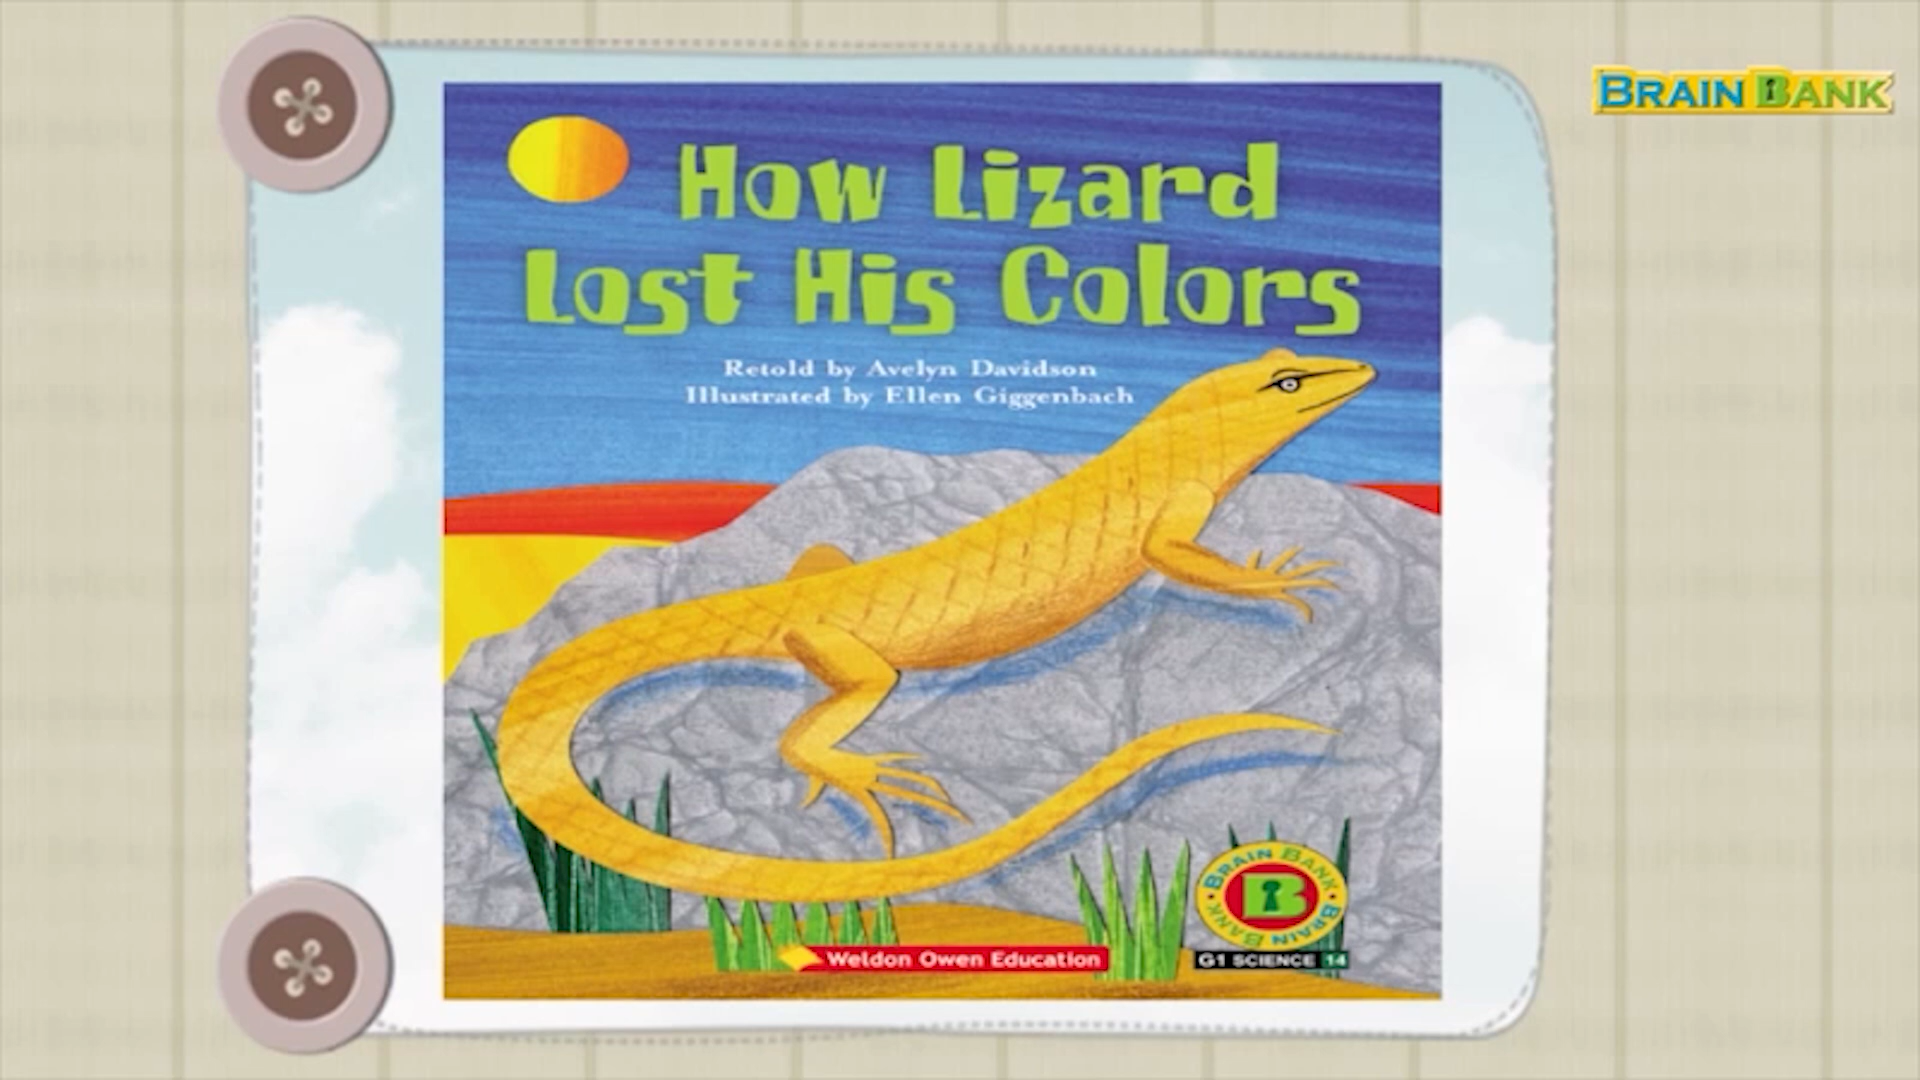 BRAIN BANK
How Lizard
Lost His Colors
Retold by Avelyn Davidson
Illustrated by Ellen Giggenbach
BRAIN BANK • BRAIN BANK •
B
Weldon Owen Education
G1 SCIENCE 14